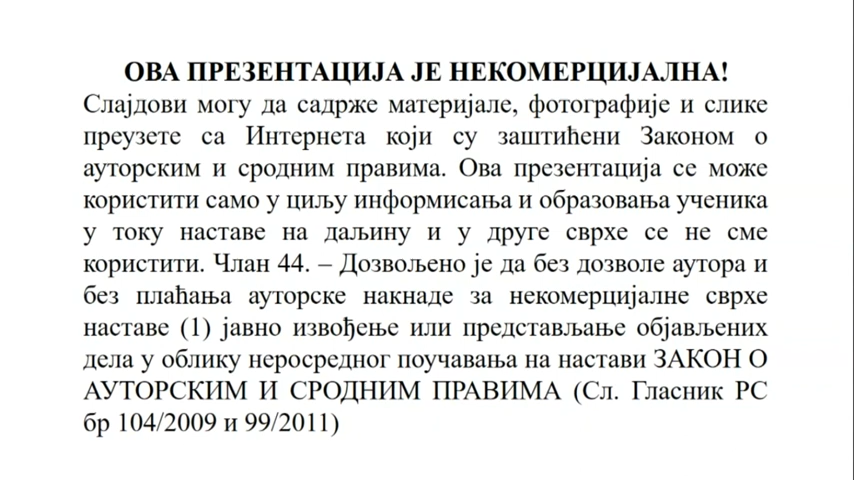 ОВА ПРЕЗЕНТАЦИЈА ЈЕ НЕКОМЕРЦИЈАЛНА!
Слајдови могу да садрже материјале, фотографије и слике
преузете са Интернета који су заштићени Законом о
ауторским и сродним правима. Ова презентација се може
користити само у циљу информисања и образовања ученика
у току наставе на даљину и у друге сврхе се не сме
користити. Члан 44. – Дозвољено је да без дозволе аутора и
без плаћања ауторске накнаде за некомерцијалне сврхе
наставе (1) јавно извођење или представљање објављених
дела у облику неросредног поучавања на настави ЗАКОН О
АУТОРСКИМ И СРОДНИМ ПРАВИМА (Сл. Гласник РС
бр 104/2009 и 99/2011)